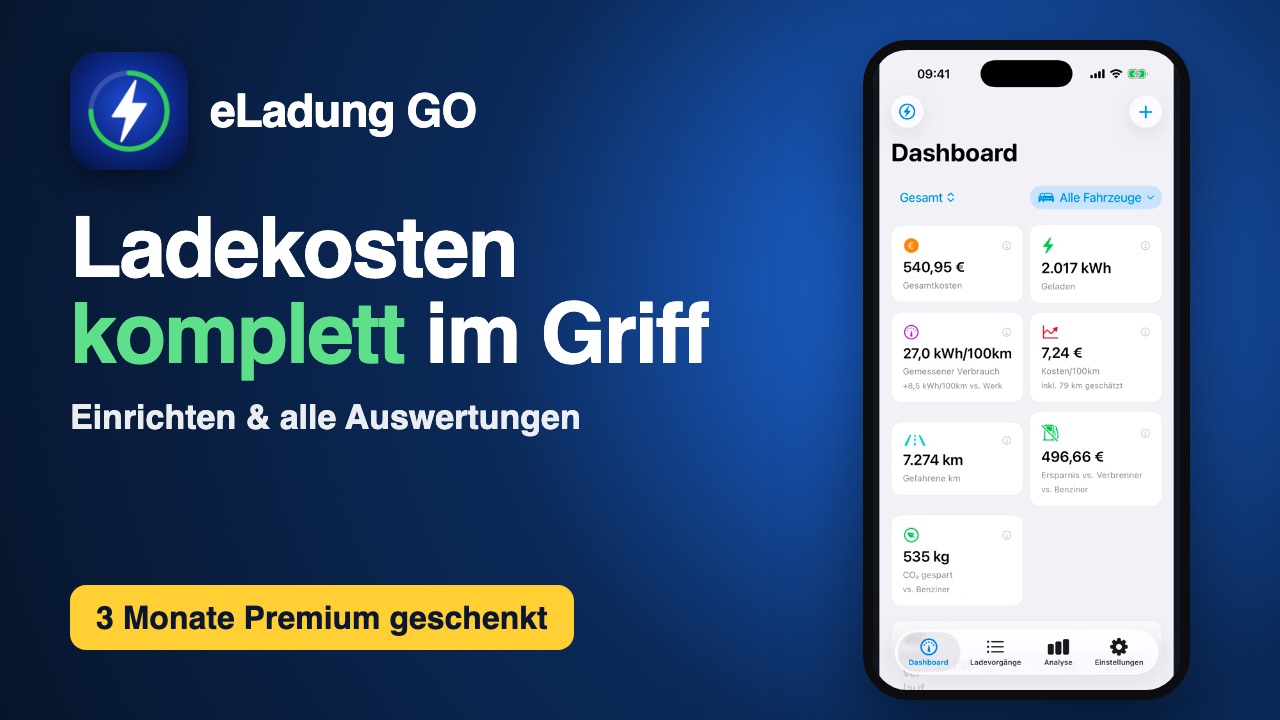 eLadung GO
Ladekosten
komplett im Griff
Einrichten & alle Auswertungen
3 Monate Premium geschenkt
09:41
Dashboard
Gesamt
Alle Fahrzeuge
€
540,95 €
Gesamtkosten
2.017 kWh
Geladen
27,0 kWh/100km
Gemessener Verbrauch
+8,5 kWh/100km vs. Werk
7,24 €
Kosten/100km
inkl. 79 km geschätzt
7.274 km
Gefahrene km
496,66 €
Ersparnis vs. Verbrenner
vs. Benziner
535 kg
CO₂ gespart
vs. Benziner
Dashboard
Ladevorgänge
Analyse
Einstellungen